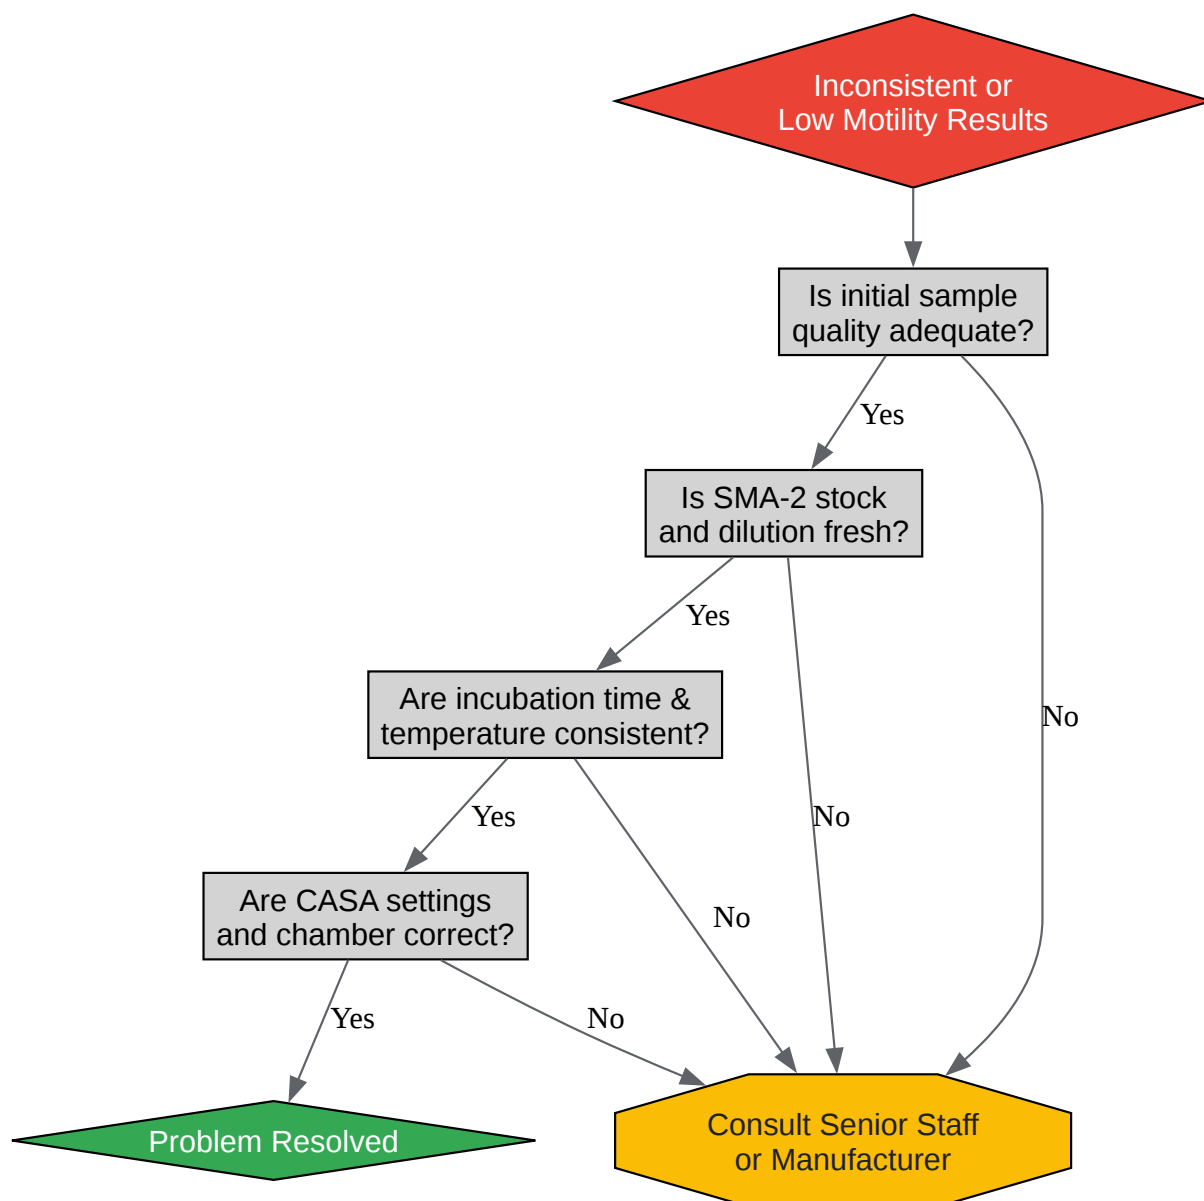 Inconsistent or
Low Motility Results
Is initial sample
quality adequate?
Yes
Is SMA-2 stock
and dilution fresh?
Yes
Are incubation time &
temperature consistent?
No
Yes
No
Are CASA settings
and chamber correct?
No
Yes
No
Problem Resolved
Consult Senior Staff
or Manufacturer